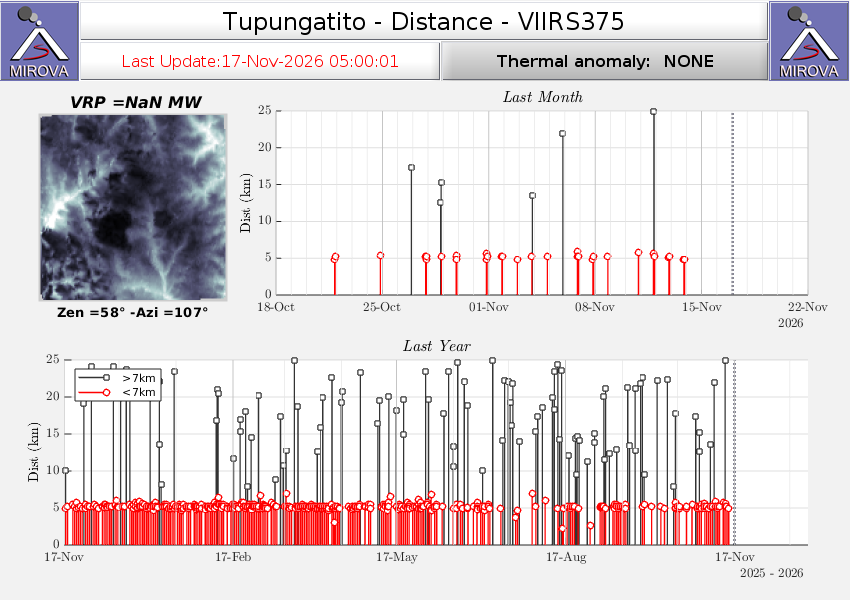 MIROVA
Tupungatito - Distance - VIIRS375
MIROVA
Last Update:17-Nov-2026 05:00:01
Thermal anomaly: NONE
VRP =NaN MW
Zen =58° -Azi =107°
Last Month
Dist (km)
25
20
15
10
5
0
18-Oct 25-Oct 01-Nov 08-Nov 15-Nov 22-Nov
2026
Last Year
Dist (km)
25
20
15
10
5
0
>7km
<7km
17-Nov 17-Feb 17-May 17-Aug 17-Nov
2025 - 2026